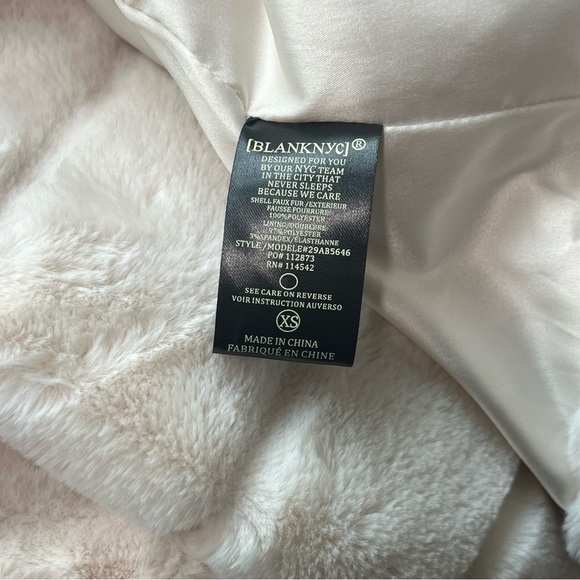 [BLANKNYC]®
DESIGNED FOR YOU
BY OUR NYC TEAM
IN THE CITY THAT
NEVER SLEEPS
BECAUSE WE CARE
SHELL FAUX FUR /EXTERIEUR
FAUSSE FOURRURE:
100%POLYESTER
LINING/DOUBLURE:
97%POLYESTER
3%SPANDEX/ELASTHANNE
STYLE /MODELE#29AB5646
PO# 112873
RN# 114542
SEE CARE ON REVERSE
VOIR INSTRUCTION AUVERSO
XS
MADE IN CHINA
FABRIQUÉ EN CHINE